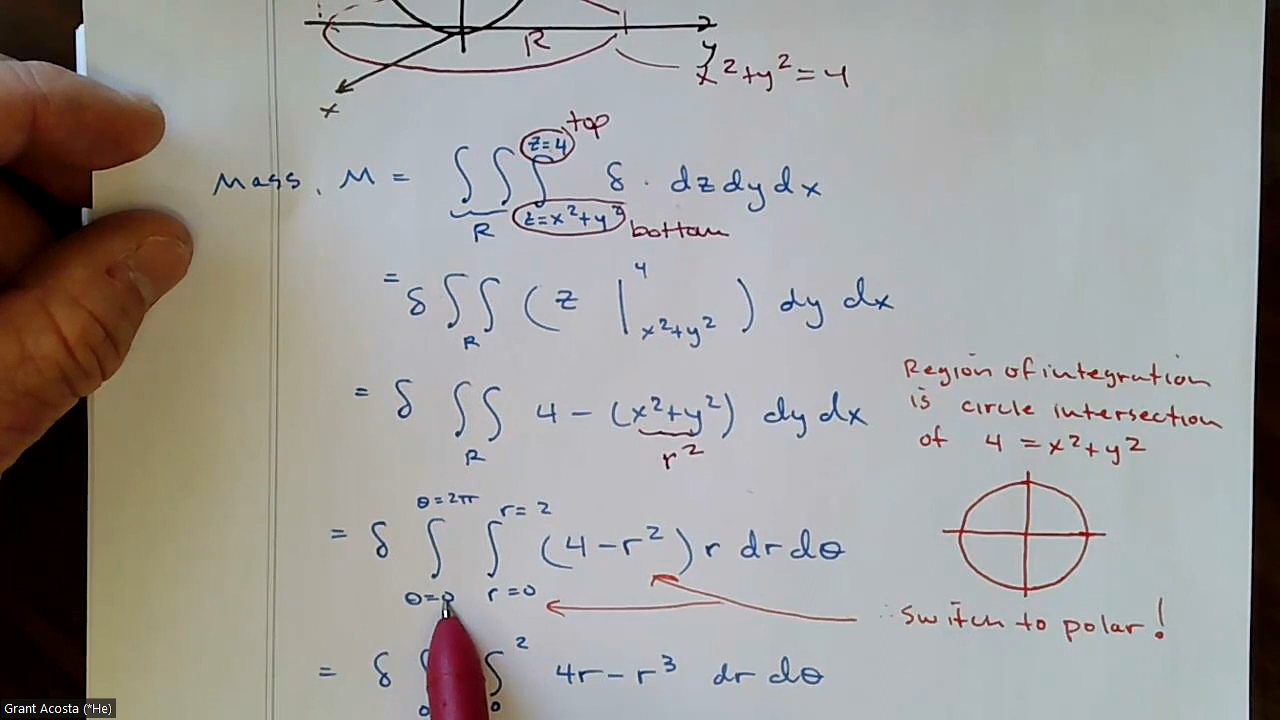 R
y
x
x²+y²=4
top
z=4
Mass, M = ∫∫∫ δ · dz dy dx
R
z=x²+y²
bottom
= δ ∫∫ ( z | ) dy dx
4
x²+y²
R
= δ ∫∫ 4 - (x²+y²) dy dx
R
r²
Region of integration
is circle intersection
of 4 = x²+y²
θ=2π
r=2
= δ ∫ ∫ (4-r²) r dr dθ
θ=0
r=0
∴ Switch to polar!
= δ ∫ 4r-r³ dr dθ
2
0
0
Grant Acosta (*He)